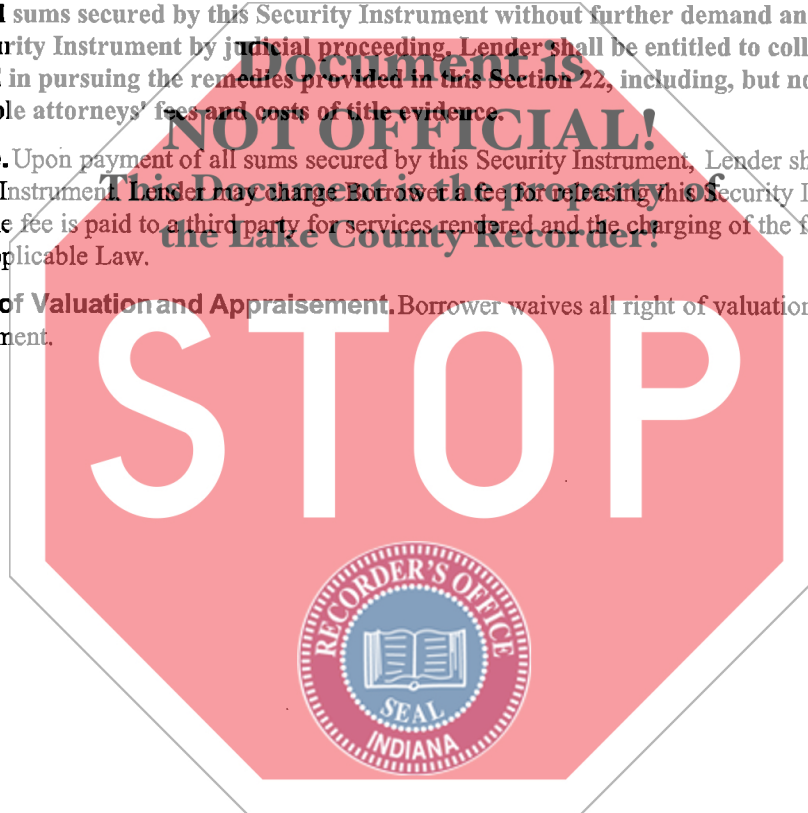 sums secured by this Security Instrument without further demand an
urity Instrument by judicial proceeding, Lender shall be entitled to coll
in pursuing the remedies provided in this Section 22, including, but no
ble attorneys' fees and costs of title evidence.
Upon payment of all sums secured by this Security Instrument, Lender sh
Instrument. Lender may charge Borrower a fee for releasing this Security I
e fee is paid to a third party for services rendered and the charging of the f
plicable Law.
of Valuation and Appraisement. Borrower waives all right of valuation
ment.
Document is
NOT OFFICIAL!
This Document is the property of
the Lake County Recorder!
STOP
RECORDER'S OFFICE
SEAL
INDIANA